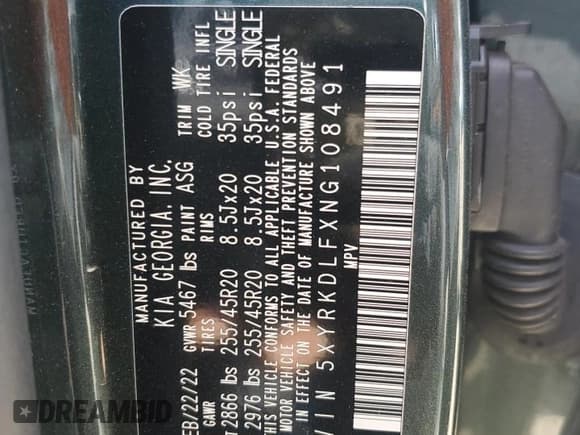 MANUFACTURED BY
KIA GEORGIA, INC.
EB/22/22 GVWR 5467 lbs PAINT ASG TRIM WK
GAWR TIRES RIMS COLD TIRE INFL
2866 lbs 255/45R20 8.5Jx20 35psi SINGLE
2976 lbs 255/45R20 8.5Jx20 35psi SINGLE
THIS VEHICLE CONFORMS TO ALL APPLICABLE U.S.A. FEDERAL
MOTOR VEHICLE SAFETY AND THEFT PREVENTION STANDARDS
IN EFFECT ON THE DATE OF MANUFACTURE SHOWN ABOVE
VIN 5XYRKDLFXNG108491
MPV
DREAMBID